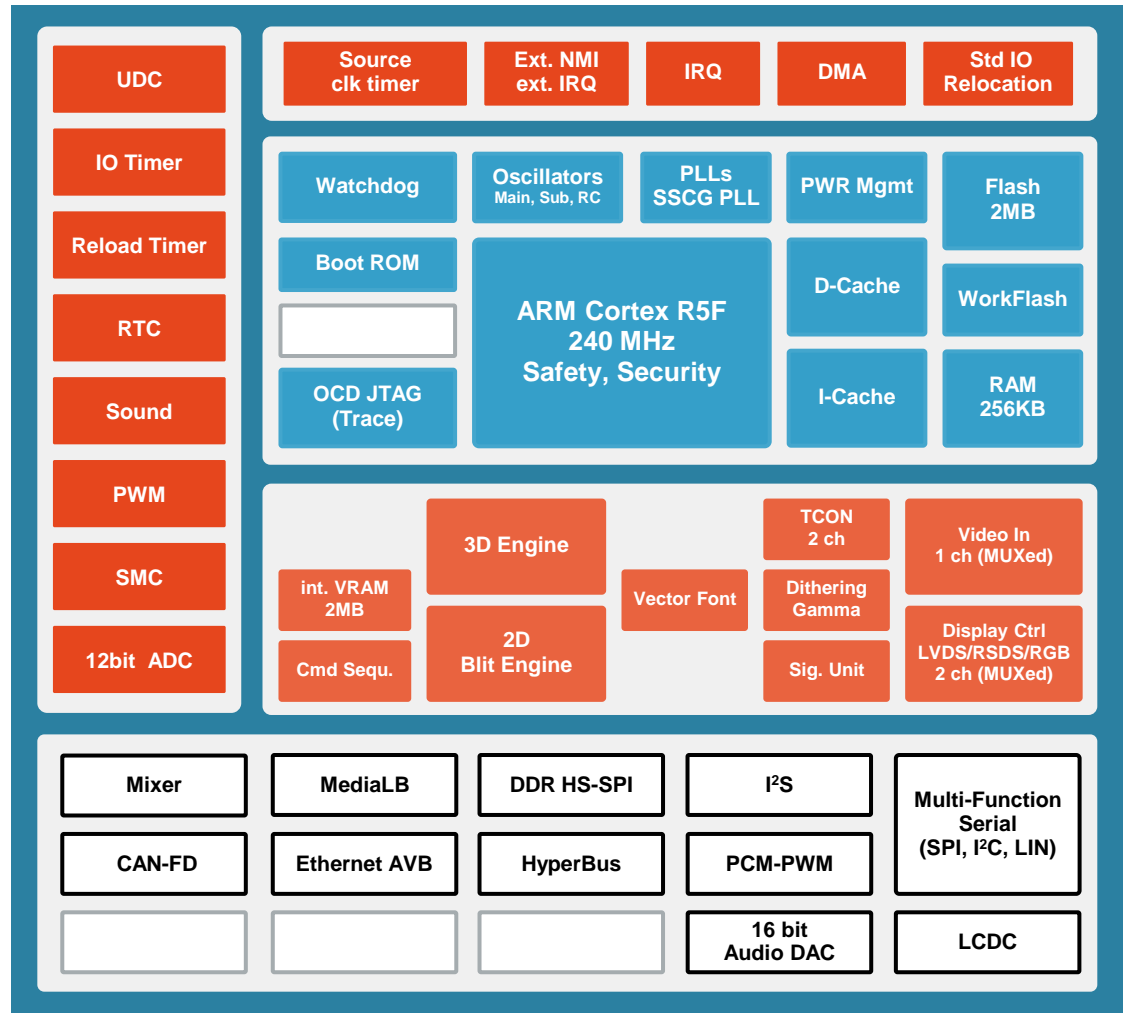 UDC
IO Timer
Reload Timer
RTC
Sound
PWM
SMC
12bit  ADC
Source
clk timer
Ext. NMI
ext. IRQ
IRQ
DMA
Std IO
Relocation
Watchdog
Oscillators
Main, Sub, RC
PLLs
SSCG PLL
PWR Mgmt
Flash
2MB
Boot ROM
ARM Cortex R5F
240 MHz
Safety, Security
D-Cache
WorkFlash
OCD JTAG
(Trace)
I-Cache
RAM
256KB
3D Engine
TCON
2 ch
Video In
1 ch (MUXed)
int. VRAM
2MB
Vector Font
Dithering
Gamma
Cmd Sequ.
2D
Blit Engine
Sig. Unit
Display Ctrl
LVDS/RSDS/RGB
2 ch (MUXed)
Mixer
MediaLB
DDR HS-SPI
I²S
Multi-Function
Serial
(SPI, I²C, LIN)
CAN-FD
Ethernet AVB
HyperBus
PCM-PWM
16 bit
Audio DAC
LCDC